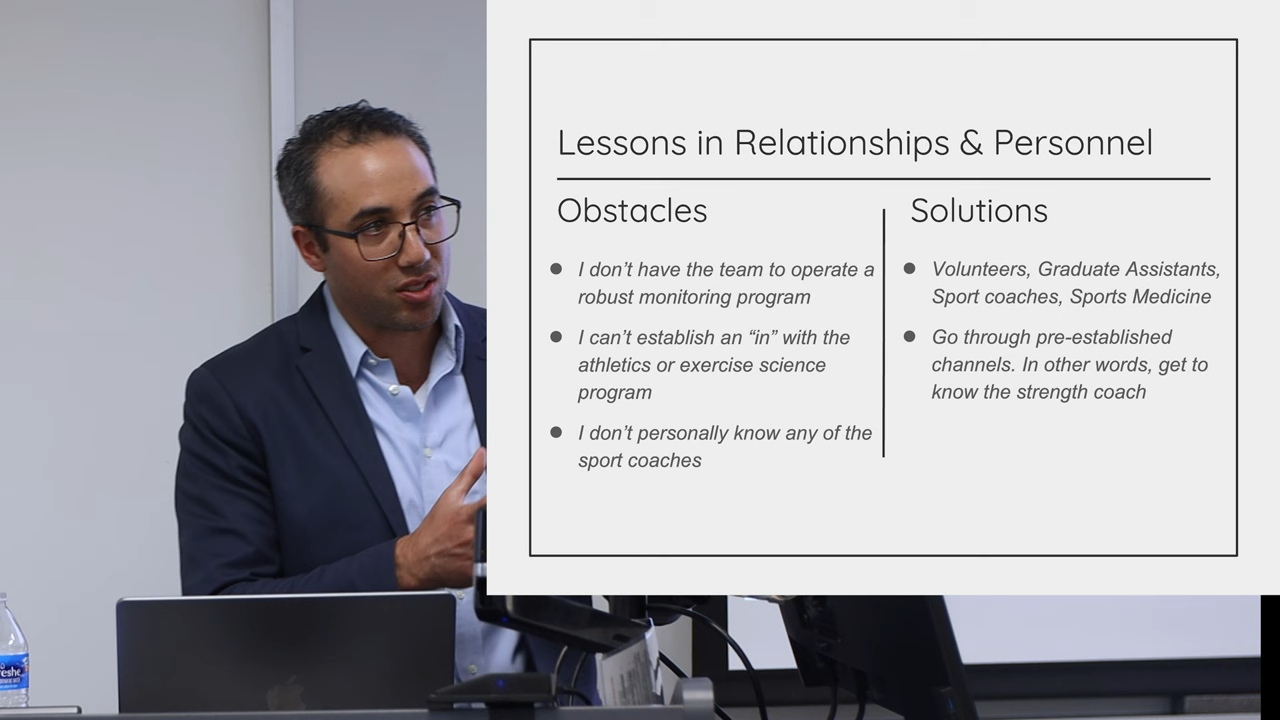 Lessons in Relationships & Personnel
Obstacles
I don’t have the team to operate a
robust monitoring program
I can’t establish an “in” with the
athletics or exercise science
program
I don’t personally know any of the
sport coaches
Solutions
Volunteers, Graduate Assistants,
Sport coaches, Sports Medicine
Go through pre-established
channels. In other words, get to
know the strength coach